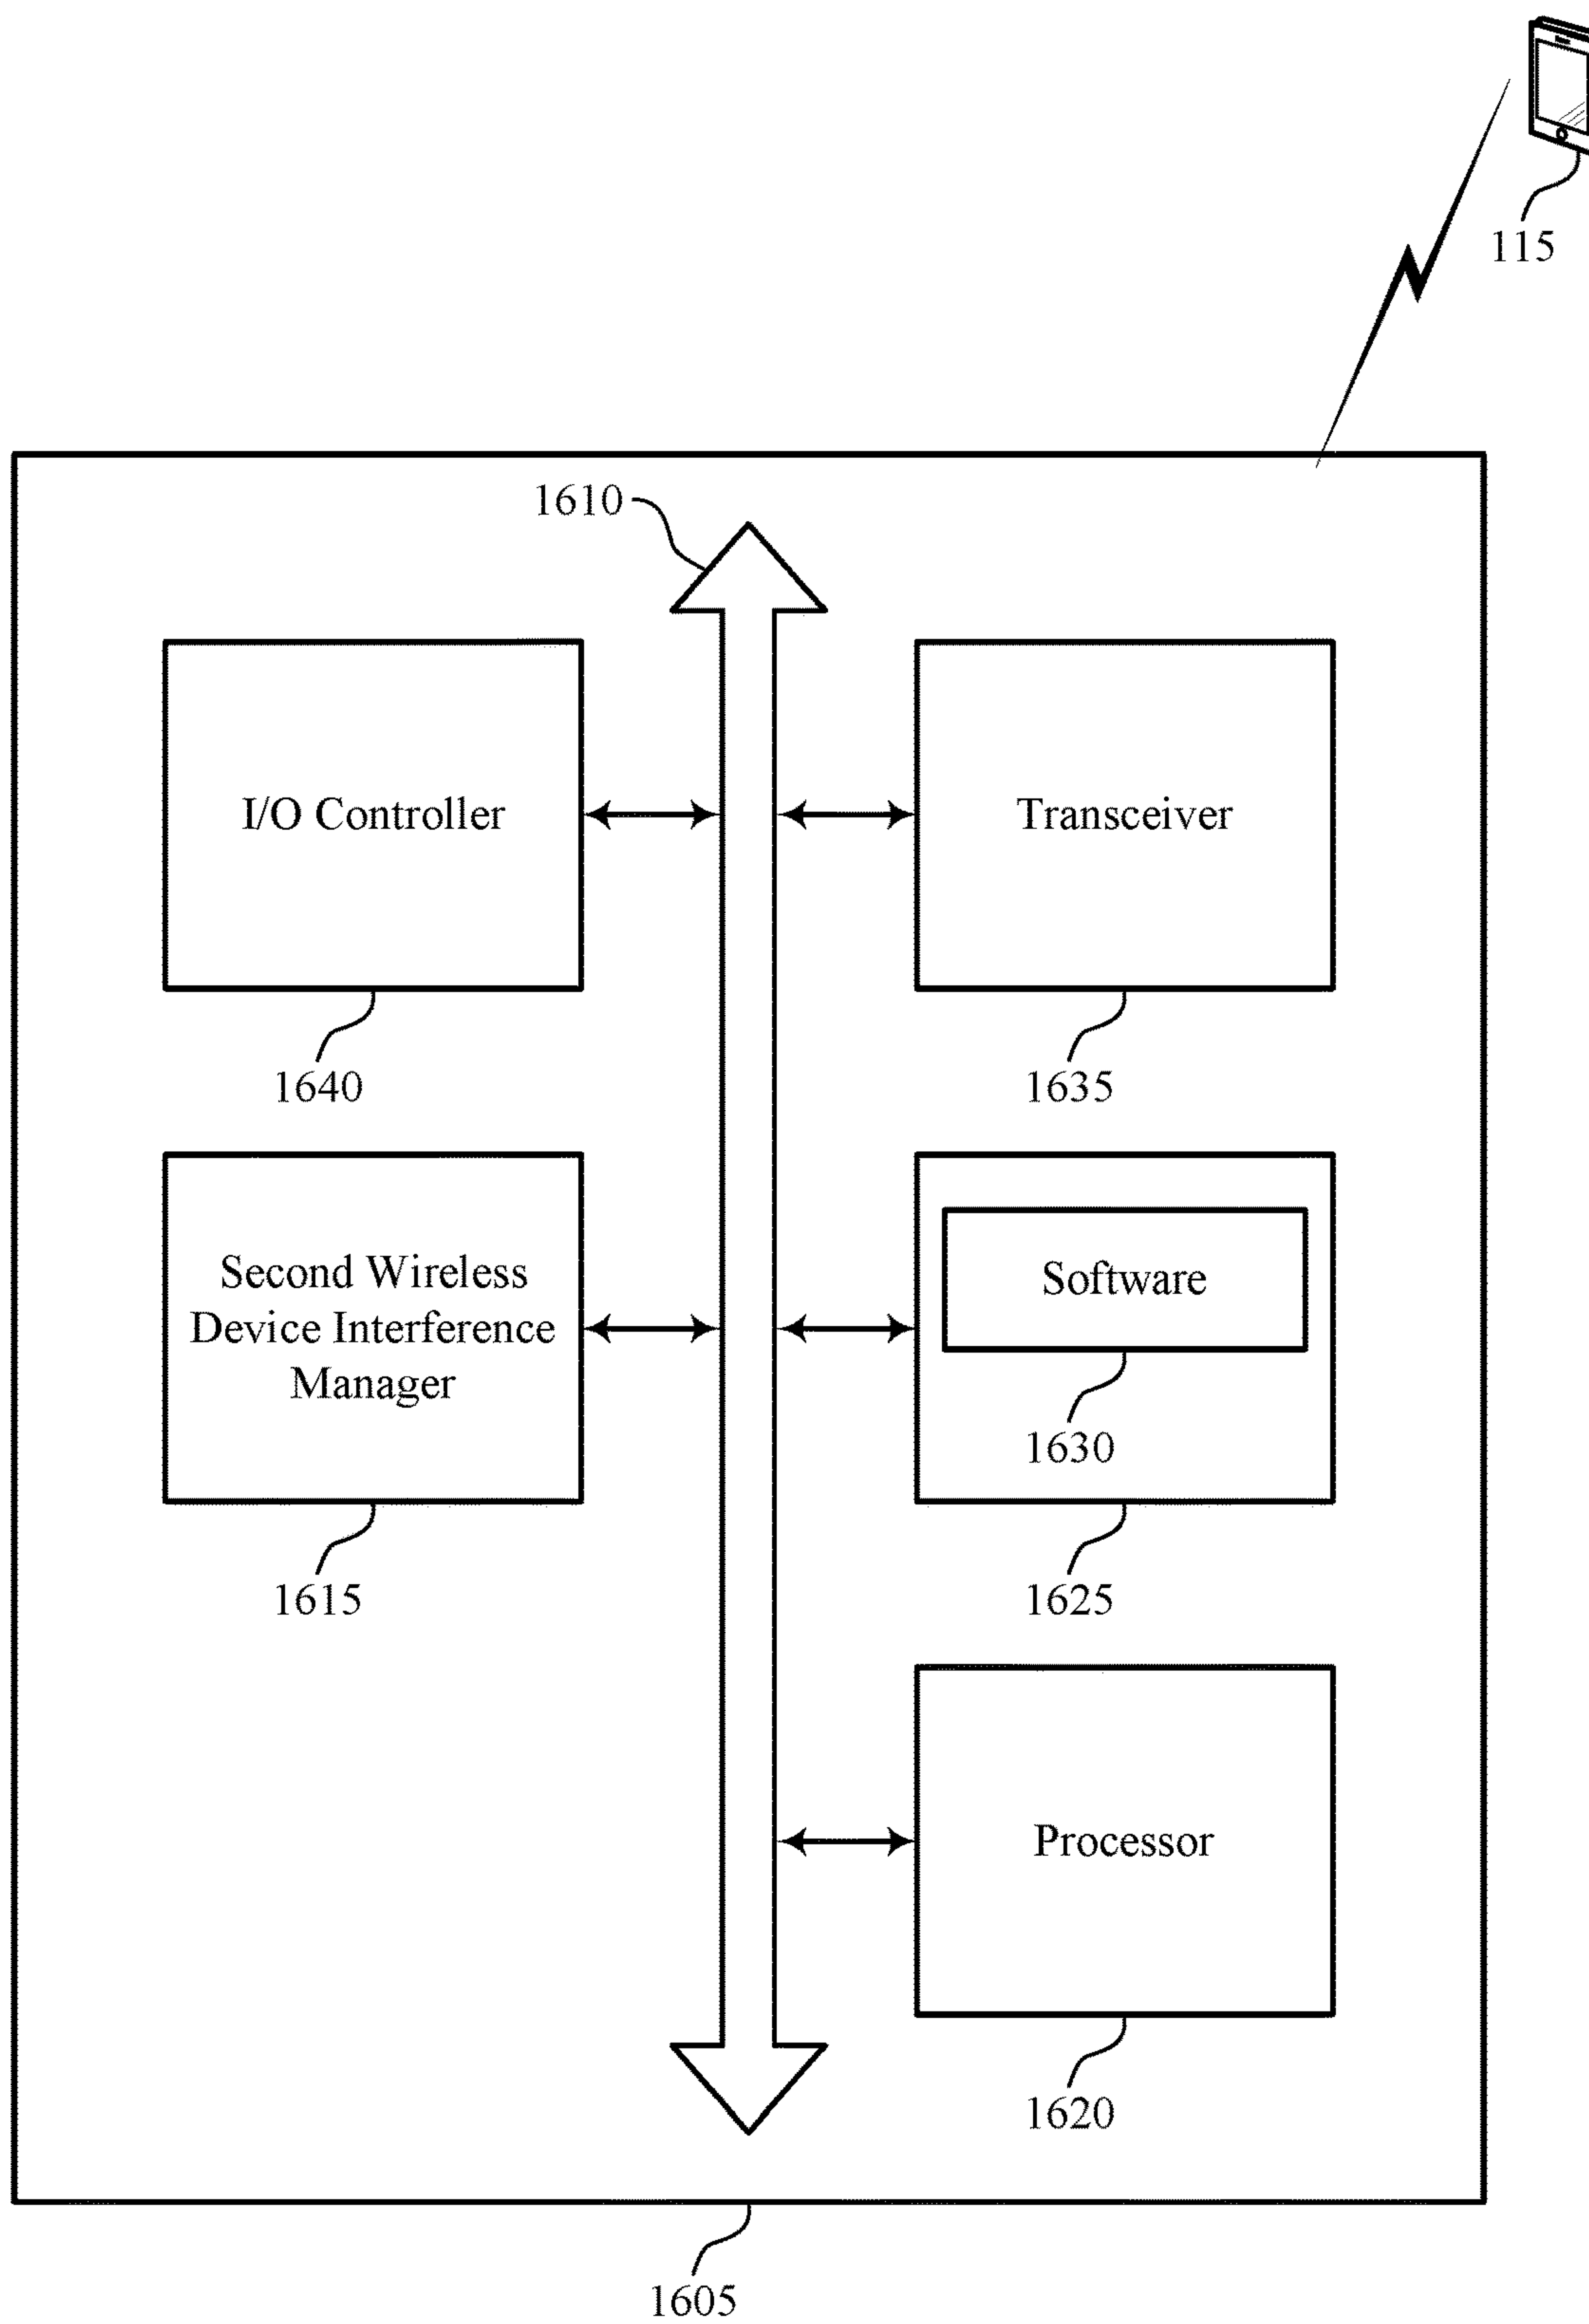 115
1610
I/O Controller
Transceiver
1640
1635
Second Wireless
Device Interference
Manager
Software
1630
1615
1625
Processor
1620
1605